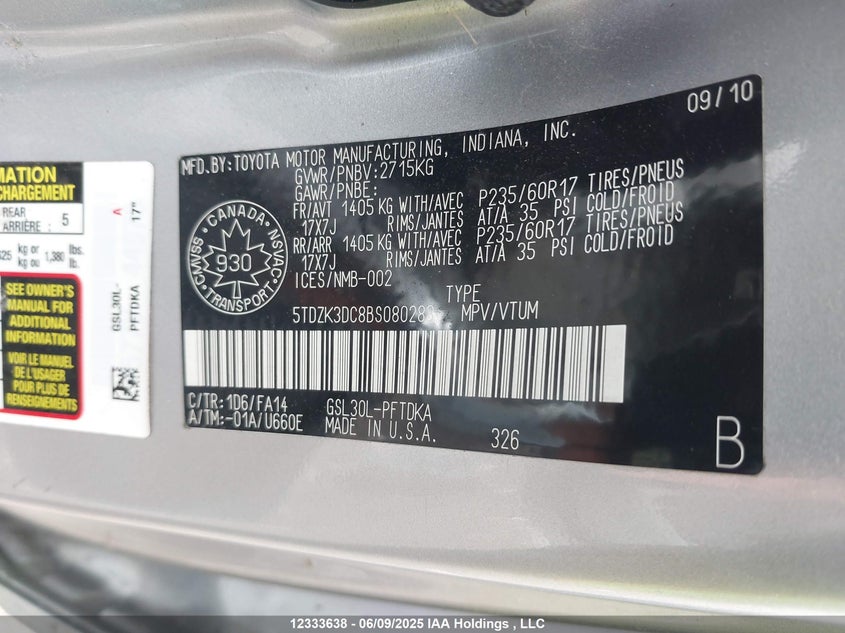 MATION
CHARGEMENT
REAR
ARRIÈRE : 5
625 kg or 1,380 lbs.
kg ou lb.
SEE OWNER'S
MANUAL FOR
ADDITIONAL
INFORMATION
VOIR LE MANUEL
DE L'USAGER
POUR PLUS DE
RENSEIGNEMENTS
A 17"
GSL30L-
PFTDKA
09/10
MFD.BY:TOYOTA MOTOR MANUFACTURING, INDIANA, INC.
GVWR/PNBV:2715KG
GAWR/PNBE:
FR/AVT 1405 KG WITH/AVEC P235/60R17 TIRES/PNEUS
17X7J RIMS/JANTES AT/A 35 PSI COLD/FROID
RR/ARR 1405 KG WITH/AVEC P235/60R17 TIRES/PNEUS
17X7J RIMS/JANTES AT/A 35 PSI COLD/FROID
ICES/NMB-002
CANADA
CMVSS NSVAC
930
TRANSPORT
TYPE
MPV/VTUM
C/TR: 1D6/FA14 GSL30L-PFTDKA
A/TM:-01A/U660E MADE IN U.S.A. 326
B
12333638 - 06/09/2025 IAA Holdings , LLC